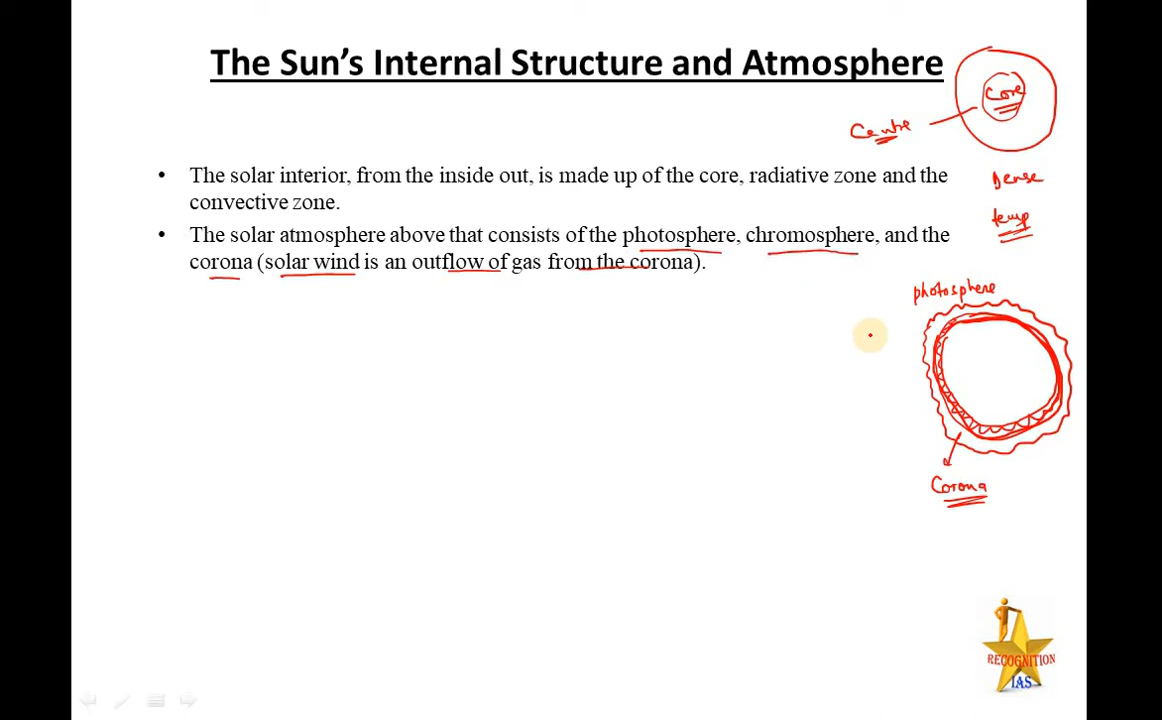 The Sun's Internal Structure and Atmosphere
Core
Centre
• The solar interior, from the inside out, is made up of the core, radiative zone and the
convective zone.
Dense
temp
• The solar atmosphere above that consists of the photosphere, chromosphere, and the
corona (solar wind is an outflow of gas from the corona).
photosphere
Corona
RECOGNITION
IAS